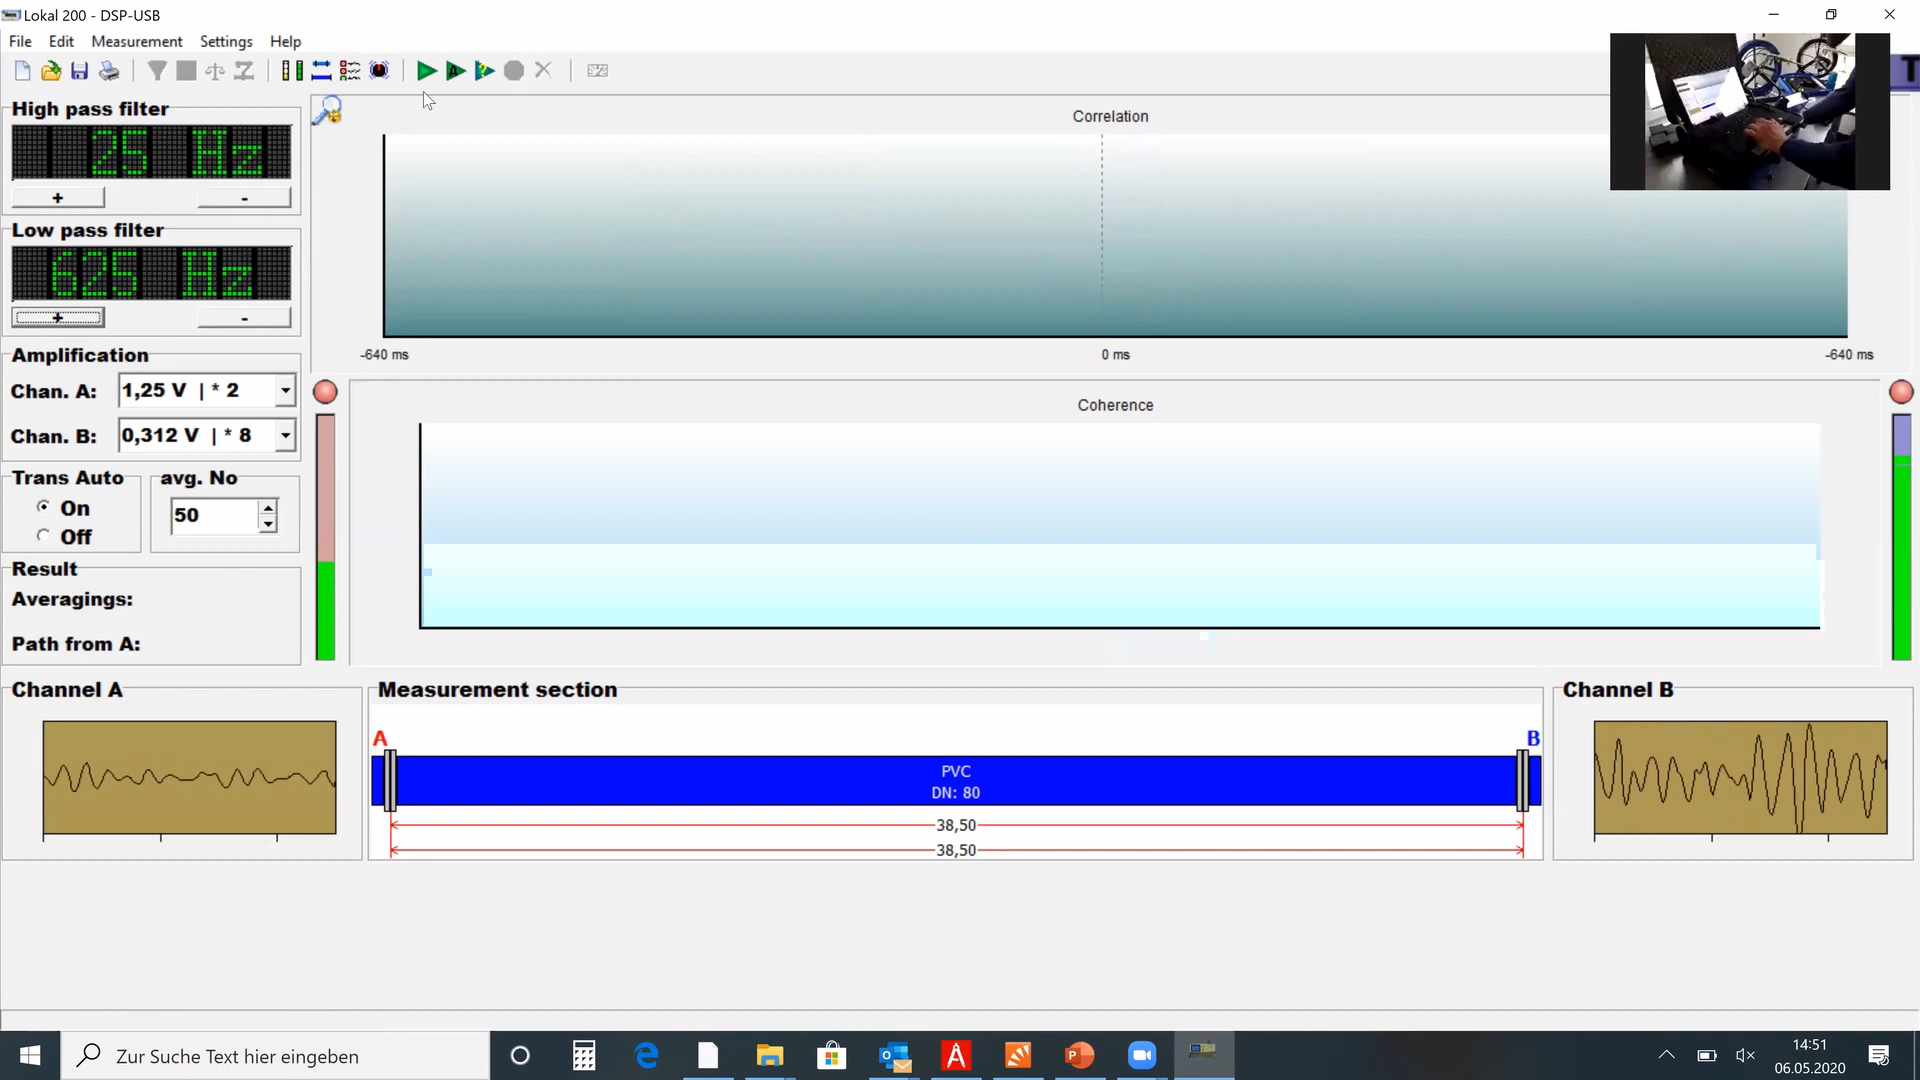 Lokal 200 - DSP-USB
File Edit Measurement Settings Help
High pass filter
25 Hz
+ -
Low pass filter
625 Hz
+ -
Amplification
Chan. A: 1,25 V | * 2
Chan. B: 0,312 V | * 8
Trans Auto
On
Off
avg. No
50
Result
Averagings:
Path from A:
Correlation
-640 ms 0 ms -640 ms
Coherence
Channel A
Measurement section
A B
PVC
DN: 80
38,50
38,50
Channel B
Zur Suche Text hier eingeben
14:51
06.05.2020